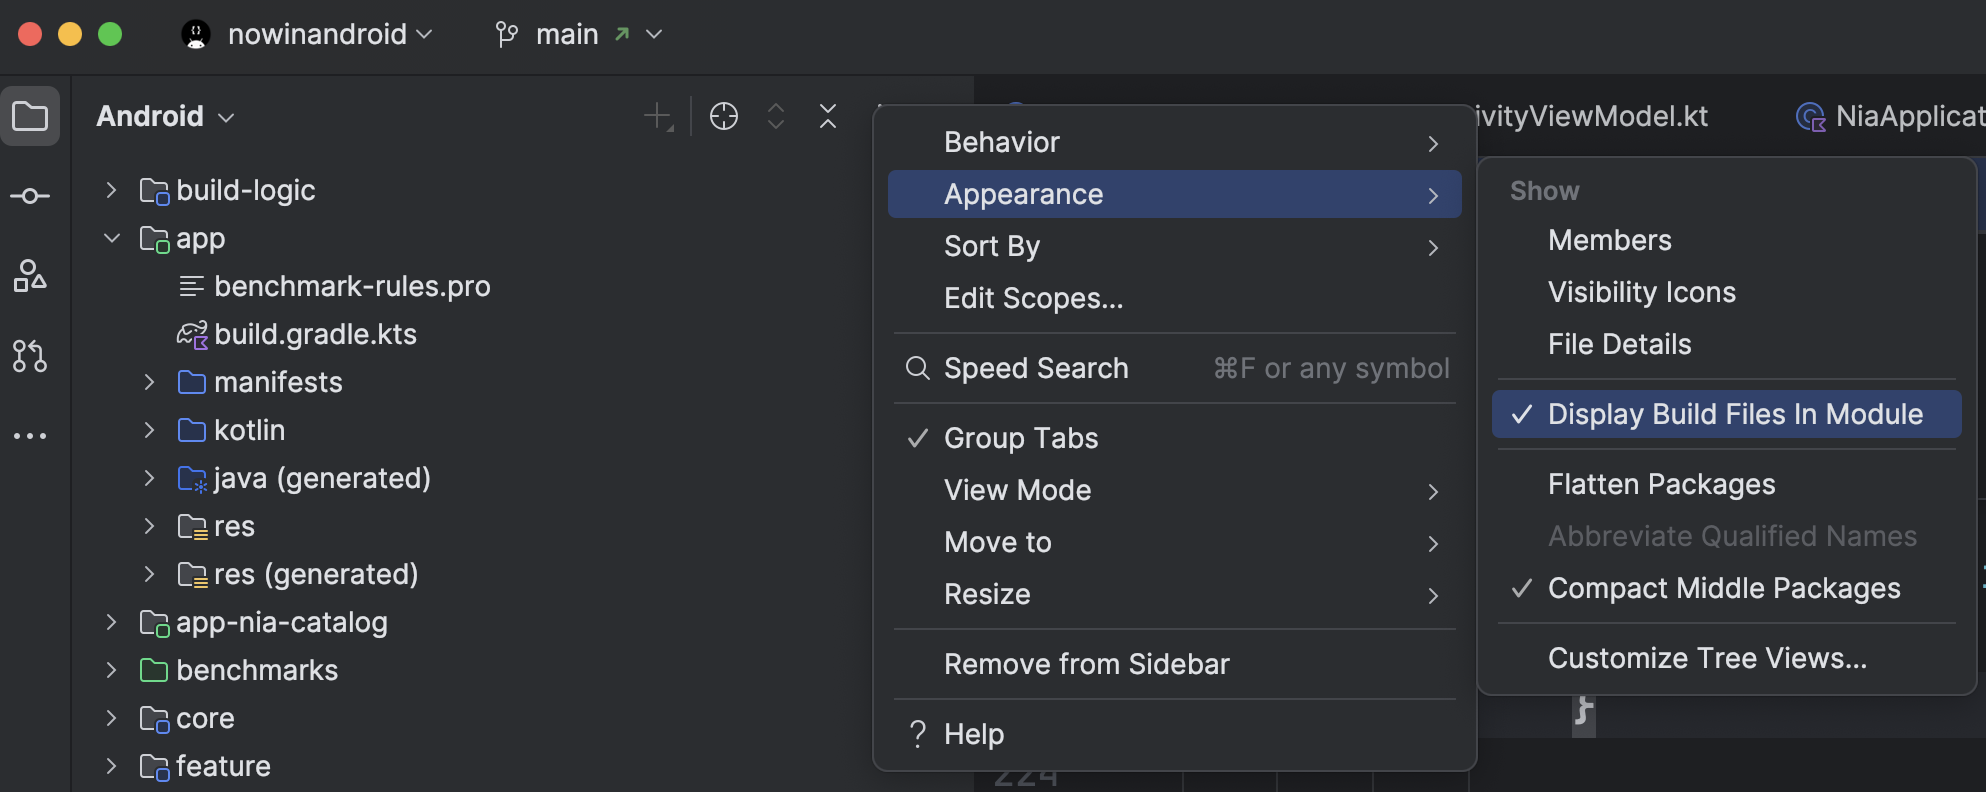 nowinandroid
main
Android
build-logic
app
benchmark-rules.pro
build.gradle.kts
manifests
kotlin
java (generated)
res
res (generated)
app-nia-catalog
benchmarks
core
feature
ivityViewModel.kt
NiaApplicat
Behavior
Appearance
Sort By
Edit Scopes...
Speed Search ⌘F or any symbol
Group Tabs
View Mode
Move to
Resize
Remove from Sidebar
? Help
Show
Members
Visibility Icons
File Details
Display Build Files In Module
Flatten Packages
Abbreviate Qualified Names
Compact Middle Packages
Customize Tree Views...
}
224